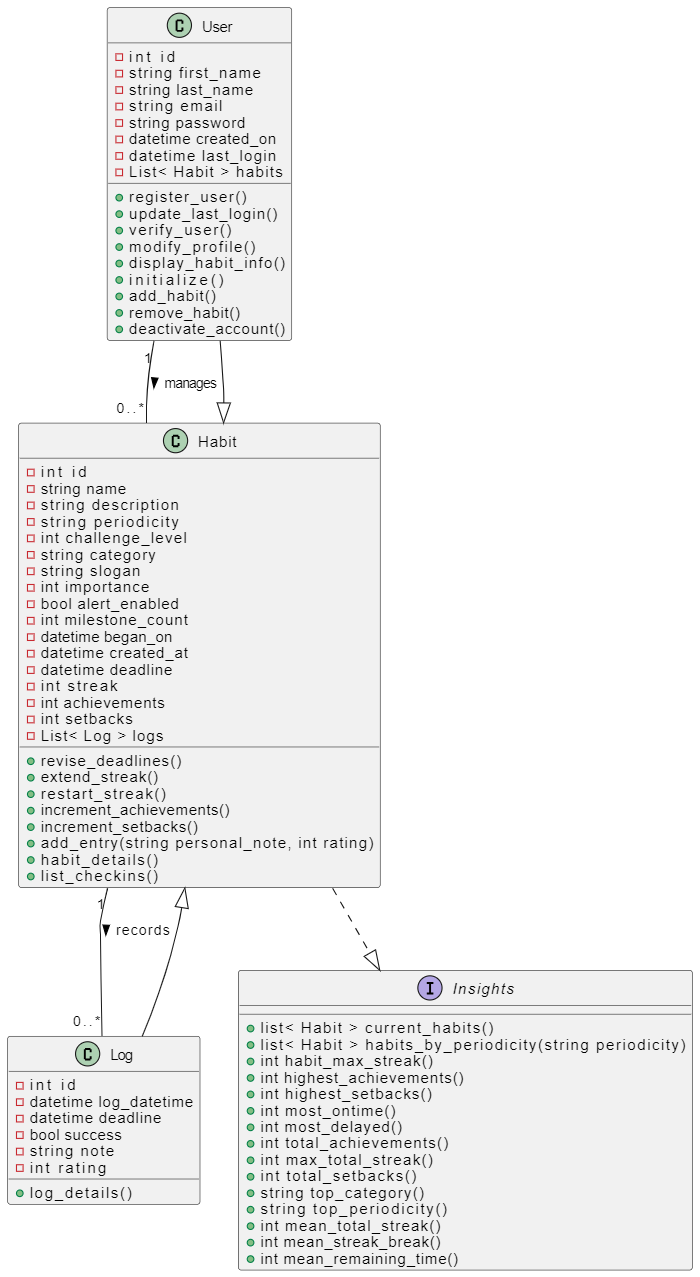 C User
int id
string first_name
string last_name
string email
string password
datetime created_on
datetime last_login
List< Habit > habits
register_user()
update_last_login()
verify_user()
modify_profile()
display_habit_info()
initialize()
add_habit()
remove_habit()
deactivate_account()
1
manages
0..*
C Habit
int id
string name
string description
string periodicity
int challenge_level
string category
string slogan
int importance
bool alert_enabled
int milestone_count
datetime began_on
datetime created_at
datetime deadline
int streak
int achievements
int setbacks
List< Log > logs
revise_deadlines()
extend_streak()
restart_streak()
increment_achievements()
increment_setbacks()
add_entry(string personal_note, int rating)
habit_details()
list_checkins()
1
records
0..*
C Log
int id
datetime log_datetime
datetime deadline
bool success
string note
int rating
log_details()
I Insights
list< Habit > current_habits()
list< Habit > habits_by_periodicity(string periodicity)
int habit_max_streak()
int highest_achievements()
int highest_setbacks()
int most_ontime()
int most_delayed()
int total_achievements()
int max_total_streak()
int total_setbacks()
string top_category()
string top_periodicity()
int mean_total_streak()
int mean_streak_break()
int mean_remaining_time()